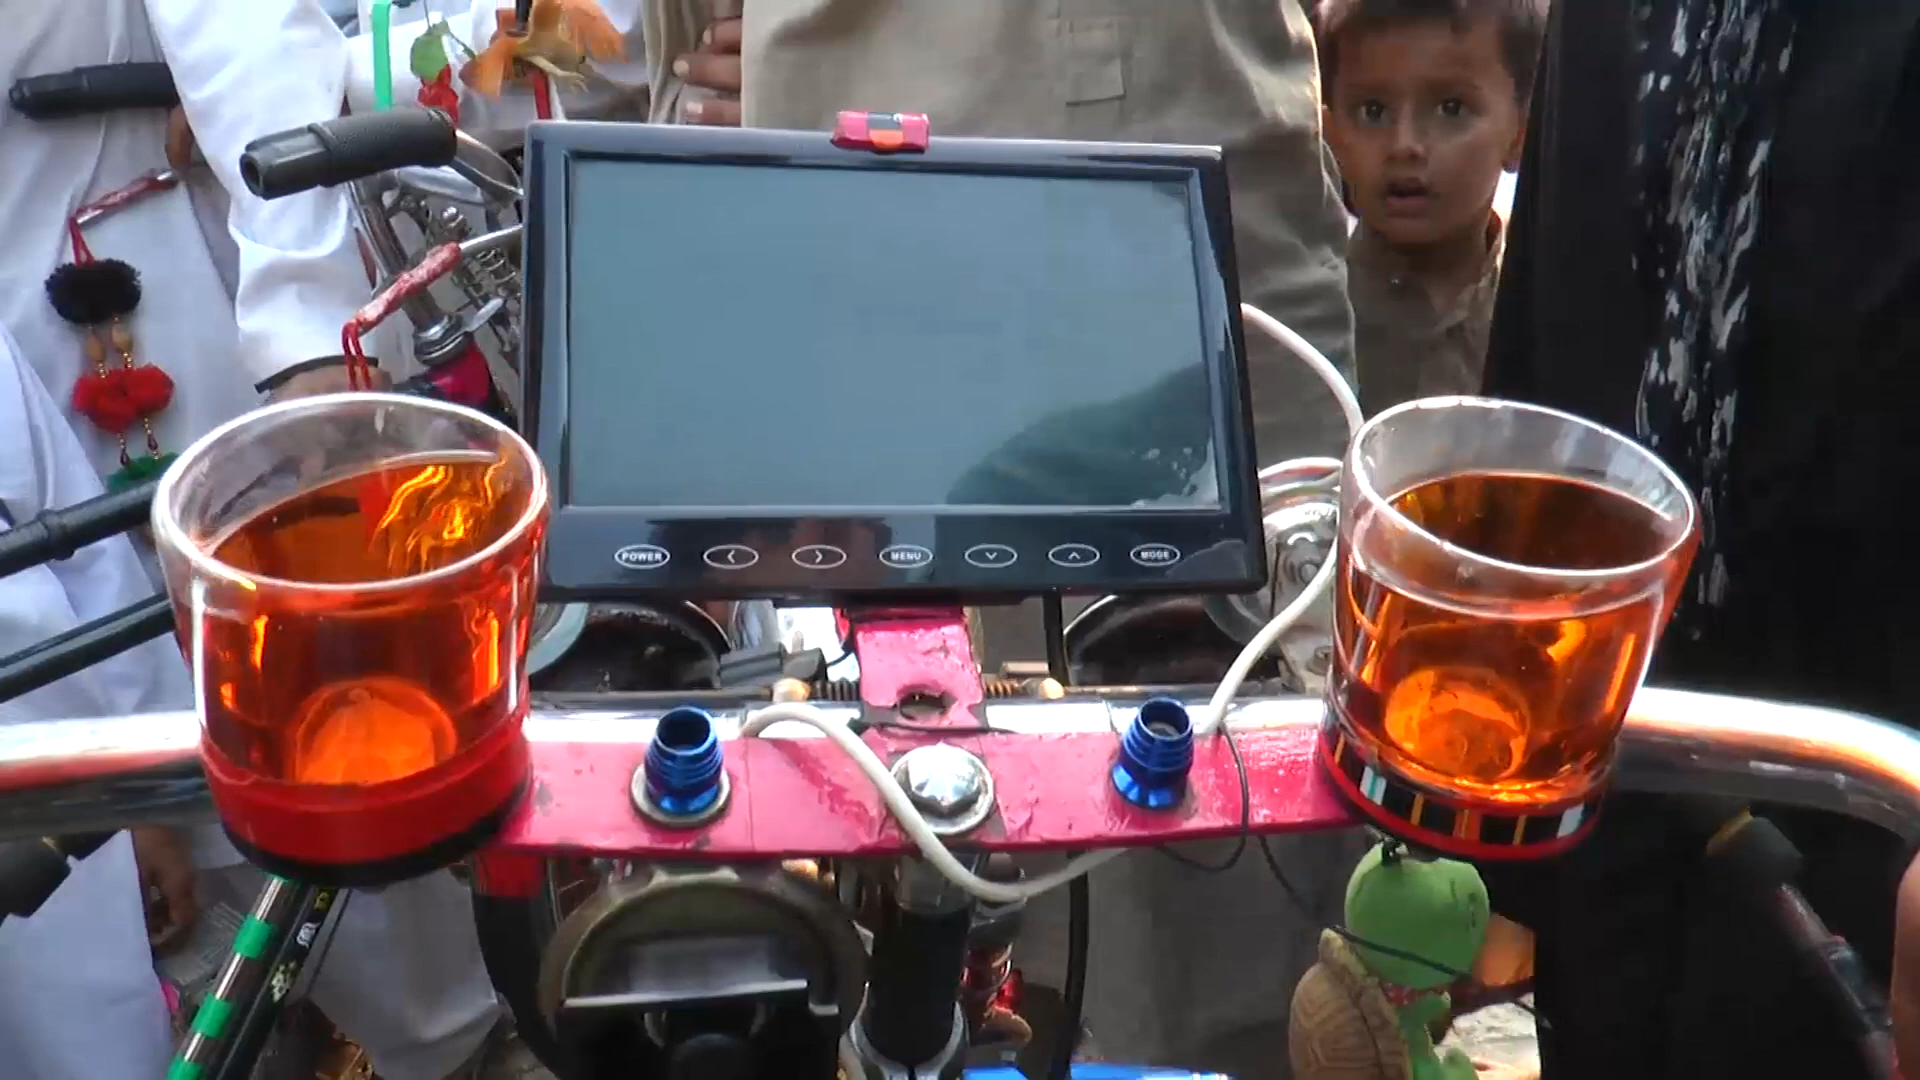 POWER < > MENU ∨ ∧ MODE